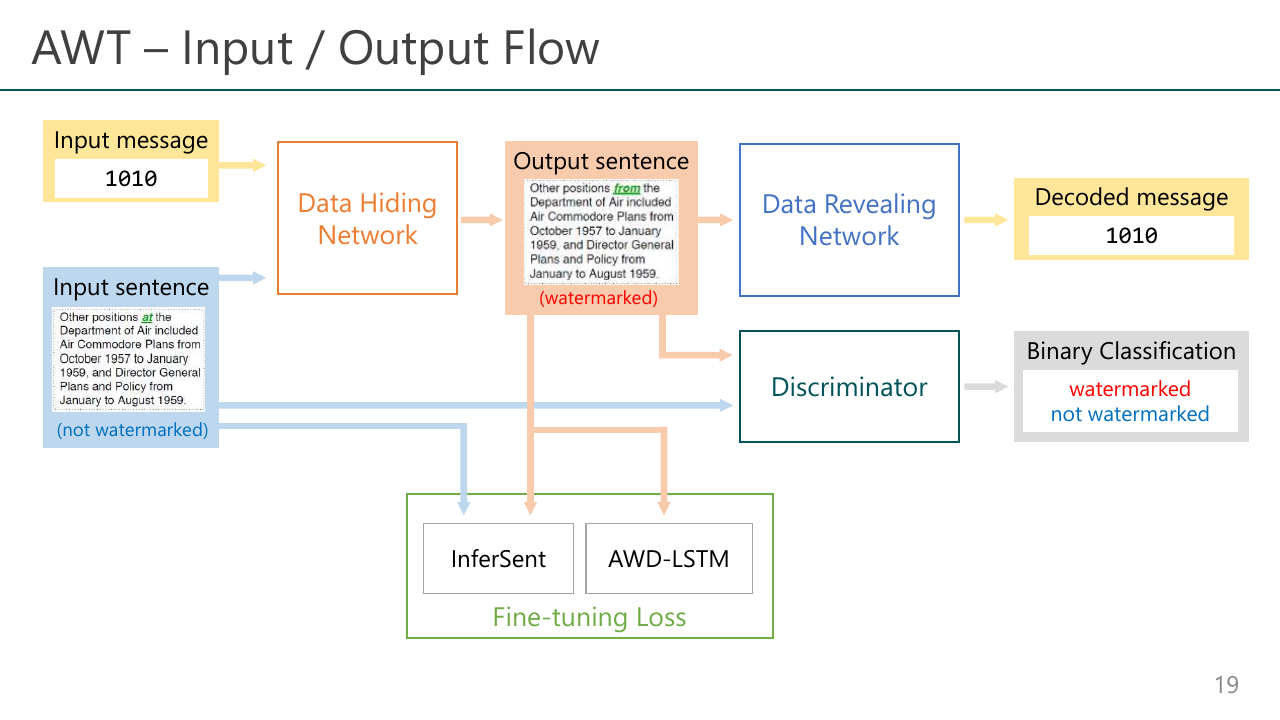 AWT – Input / Output Flow
Input message
1010
Input sentence
Other positions at the
Department of Air included
Air Commodore Plans from
October 1957 to January
1959, and Director General
Plans and Policy from
January to August 1959.
(not watermarked)
Data Hiding
Network
Output sentence
Other positions from the
Department of Air included
Air Commodore Plans from
October 1957 to January
1959, and Director General
Plans and Policy from
January to August 1959.
(watermarked)
Data Revealing
Network
Decoded message
1010
Discriminator
Binary Classification
watermarked
not watermarked
InferSent
AWD-LSTM
Fine-tuning Loss
19